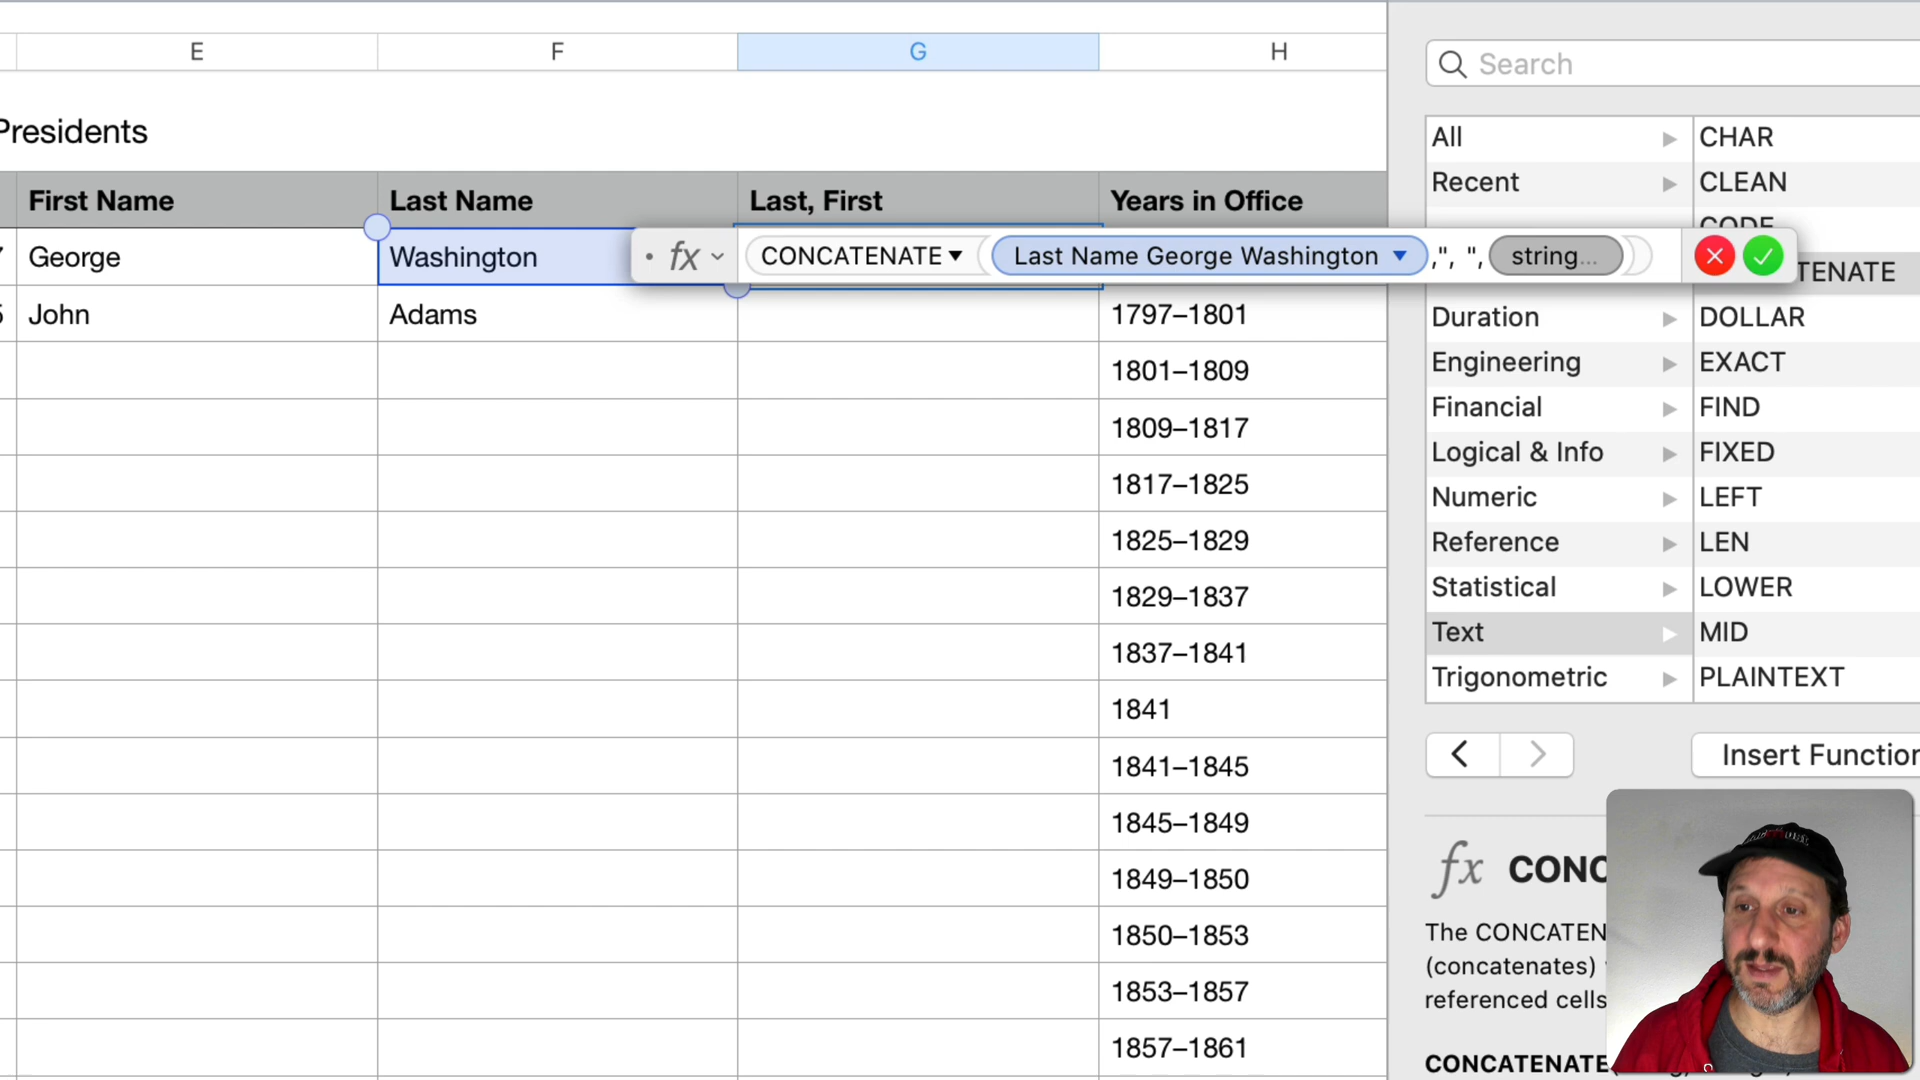 E F G H
Presidents
First Name Last Name Last, First Years in Office
George Washington fx CONCATENATE Last Name George Washington ,", ", string...
John Adams 1797–1801
1801–1809
1809–1817
1817–1825
1825–1829
1829–1837
1837–1841
1841
1841–1845
1845–1849
1849–1850
1850–1853
1853–1857
1857–1861
Search
All CHAR
Recent CLEAN
CODE
TENATE
Duration DOLLAR
Engineering EXACT
Financial FIND
Logical & Info FIXED
Numeric LEFT
Reference LEN
Statistical LOWER
Text MID
Trigonometric PLAINTEXT
Insert Function
fx CONC
The CONCATEN
(concatenates)
referenced cells
CONCATENATE